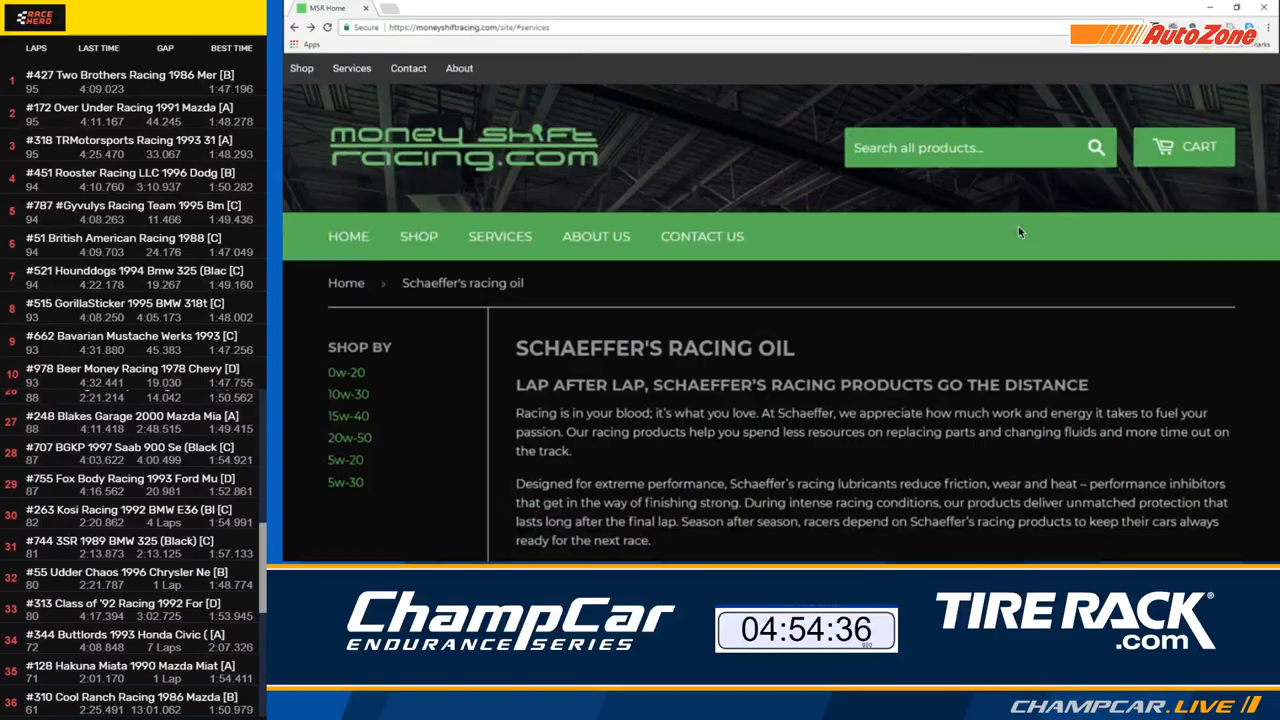 RACE HERO
LAPS LAST TIME GAP BEST TIME
1 #427 Two Brothers Racing 1986 Mer [B]
95 4:09.023 1:47.196
2 #172 Over Under Racing 1991 Mazda [A]
95 4:11.167 44.245 1:48.278
3 #318 TRMotorsports Racing 1993 31 [A]
95 4:25.470 33.067 1:48.293
4 #451 Rooster Racing LLC 1996 Dodg [B]
94 4:10.760 3:10.937 1:50.282
5 #787 #Gyvulys Racing Team 1995 Bm [C]
94 4:08.263 11.466 1:49.436
6 #51 British American Racing 1988 [C]
94 4:09.703 24.176 1:47.049
7 #521 Hounddogs 1994 Bmw 325 (Blac [C]
94 4:22.178 19.267 1:49.160
8 #515 GorillaSticker 1995 BMW 318t [C]
93 4:08.250 4:05.173 1:48.002
9 #662 Bavarian Mustache Werks 1993 [C]
93 4:31.880 45.383 1:47.256
10 #978 Beer Money Racing 1978 Chevy [D]
93 4:32.441 19.030 1:47.755
88 2:21.214 14.042 1:50.562
27 #248 Blakes Garage 2000 Mazda Mia [A]
88 4:11.418 2:48.515 1:49.415
28 #707 BGKP 1997 Saab 900 Se (Black [C]
87 4:03.622 4:00.499 1:54.921
29 #755 Fox Body Racing 1993 Ford Mu [D]
87 4:16.562 20.981 1:52.861
30 #263 Kosi Racing 1992 BMW E36 (Bl [C]
82 2:20.862 4 Laps 1:54.991
31 #744 3SR 1989 BMW 325 (Black) [C]
81 2:13.873 2:13.125 1:57.133
32 #55 Udder Chaos 1996 Chrysler Ne [B]
80 2:21.787 1 Lap 1:48.774
33 #313 Class of '92 Racing 1992 For [D]
80 4:17.394 3:02.725 1:53.945
34 #344 Buttlords 1993 Honda Civic ( [A]
72 4:08.848 8 Laps 2:07.326
35 #128 Hakuna Miata 1990 Mazda Miat [A]
71 2:01.170 1 Lap 1:54.411
36 #310 Cool Ranch Racing 1986 Mazda [B]
61 2:25.491 13:01.062 1:50.979
MSR Home
Secure https://moneyshiftracing.com/site/#services
Apps
AutoZone
Shop Services Contact About
money shift
racing.com
Search all products... CART
HOME SHOP SERVICES ABOUT US CONTACT US
Home › Schaeffer's racing oil
SHOP BY
0w-20
10w-30
15w-40
20w-50
5w-20
5w-30
SCHAEFFER'S RACING OIL
LAP AFTER LAP, SCHAEFFER'S RACING PRODUCTS GO THE DISTANCE
Racing is in your blood; it's what you love. At Schaeffer, we appreciate how much work and energy it takes to fuel your
passion. Our racing products help you spend less resources on replacing parts and changing fluids and more time out on
the track.
Designed for extreme performance, Schaeffer's racing lubricants reduce friction, wear and heat – performance inhibitors
that get in the way of finishing strong. During intense racing conditions, our products deliver unmatched protection that
lasts long after the final lap. Season after season, racers depend on Schaeffer's racing products to keep their cars always
ready for the next race.
ChampCar
ENDURANCE SERIES
04:54:36
000
TIRE RACK®
.com
CHAMPCAR.LIVE